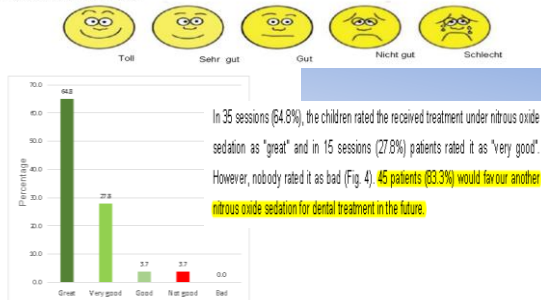 Toll Sehr gut Gut Nicht gut Schlecht
70.0
64.8
60.0
50.0
40.0
30.0
27.8
20.0
10.0
3.7 3.7
0.0 0.0
Percentage
Great Very good Good Not good Bad
In 35 sessions (64.8%), the children rated the received treatment under nitrous oxide
sedation as "great" and in 15 sessions (27.8%) patients rated it as "very good".
However, nobody rated it as bad (Fig. 4). 45 patients (83.3%) would favour another
nitrous oxide sedation for dental treatment in the future.